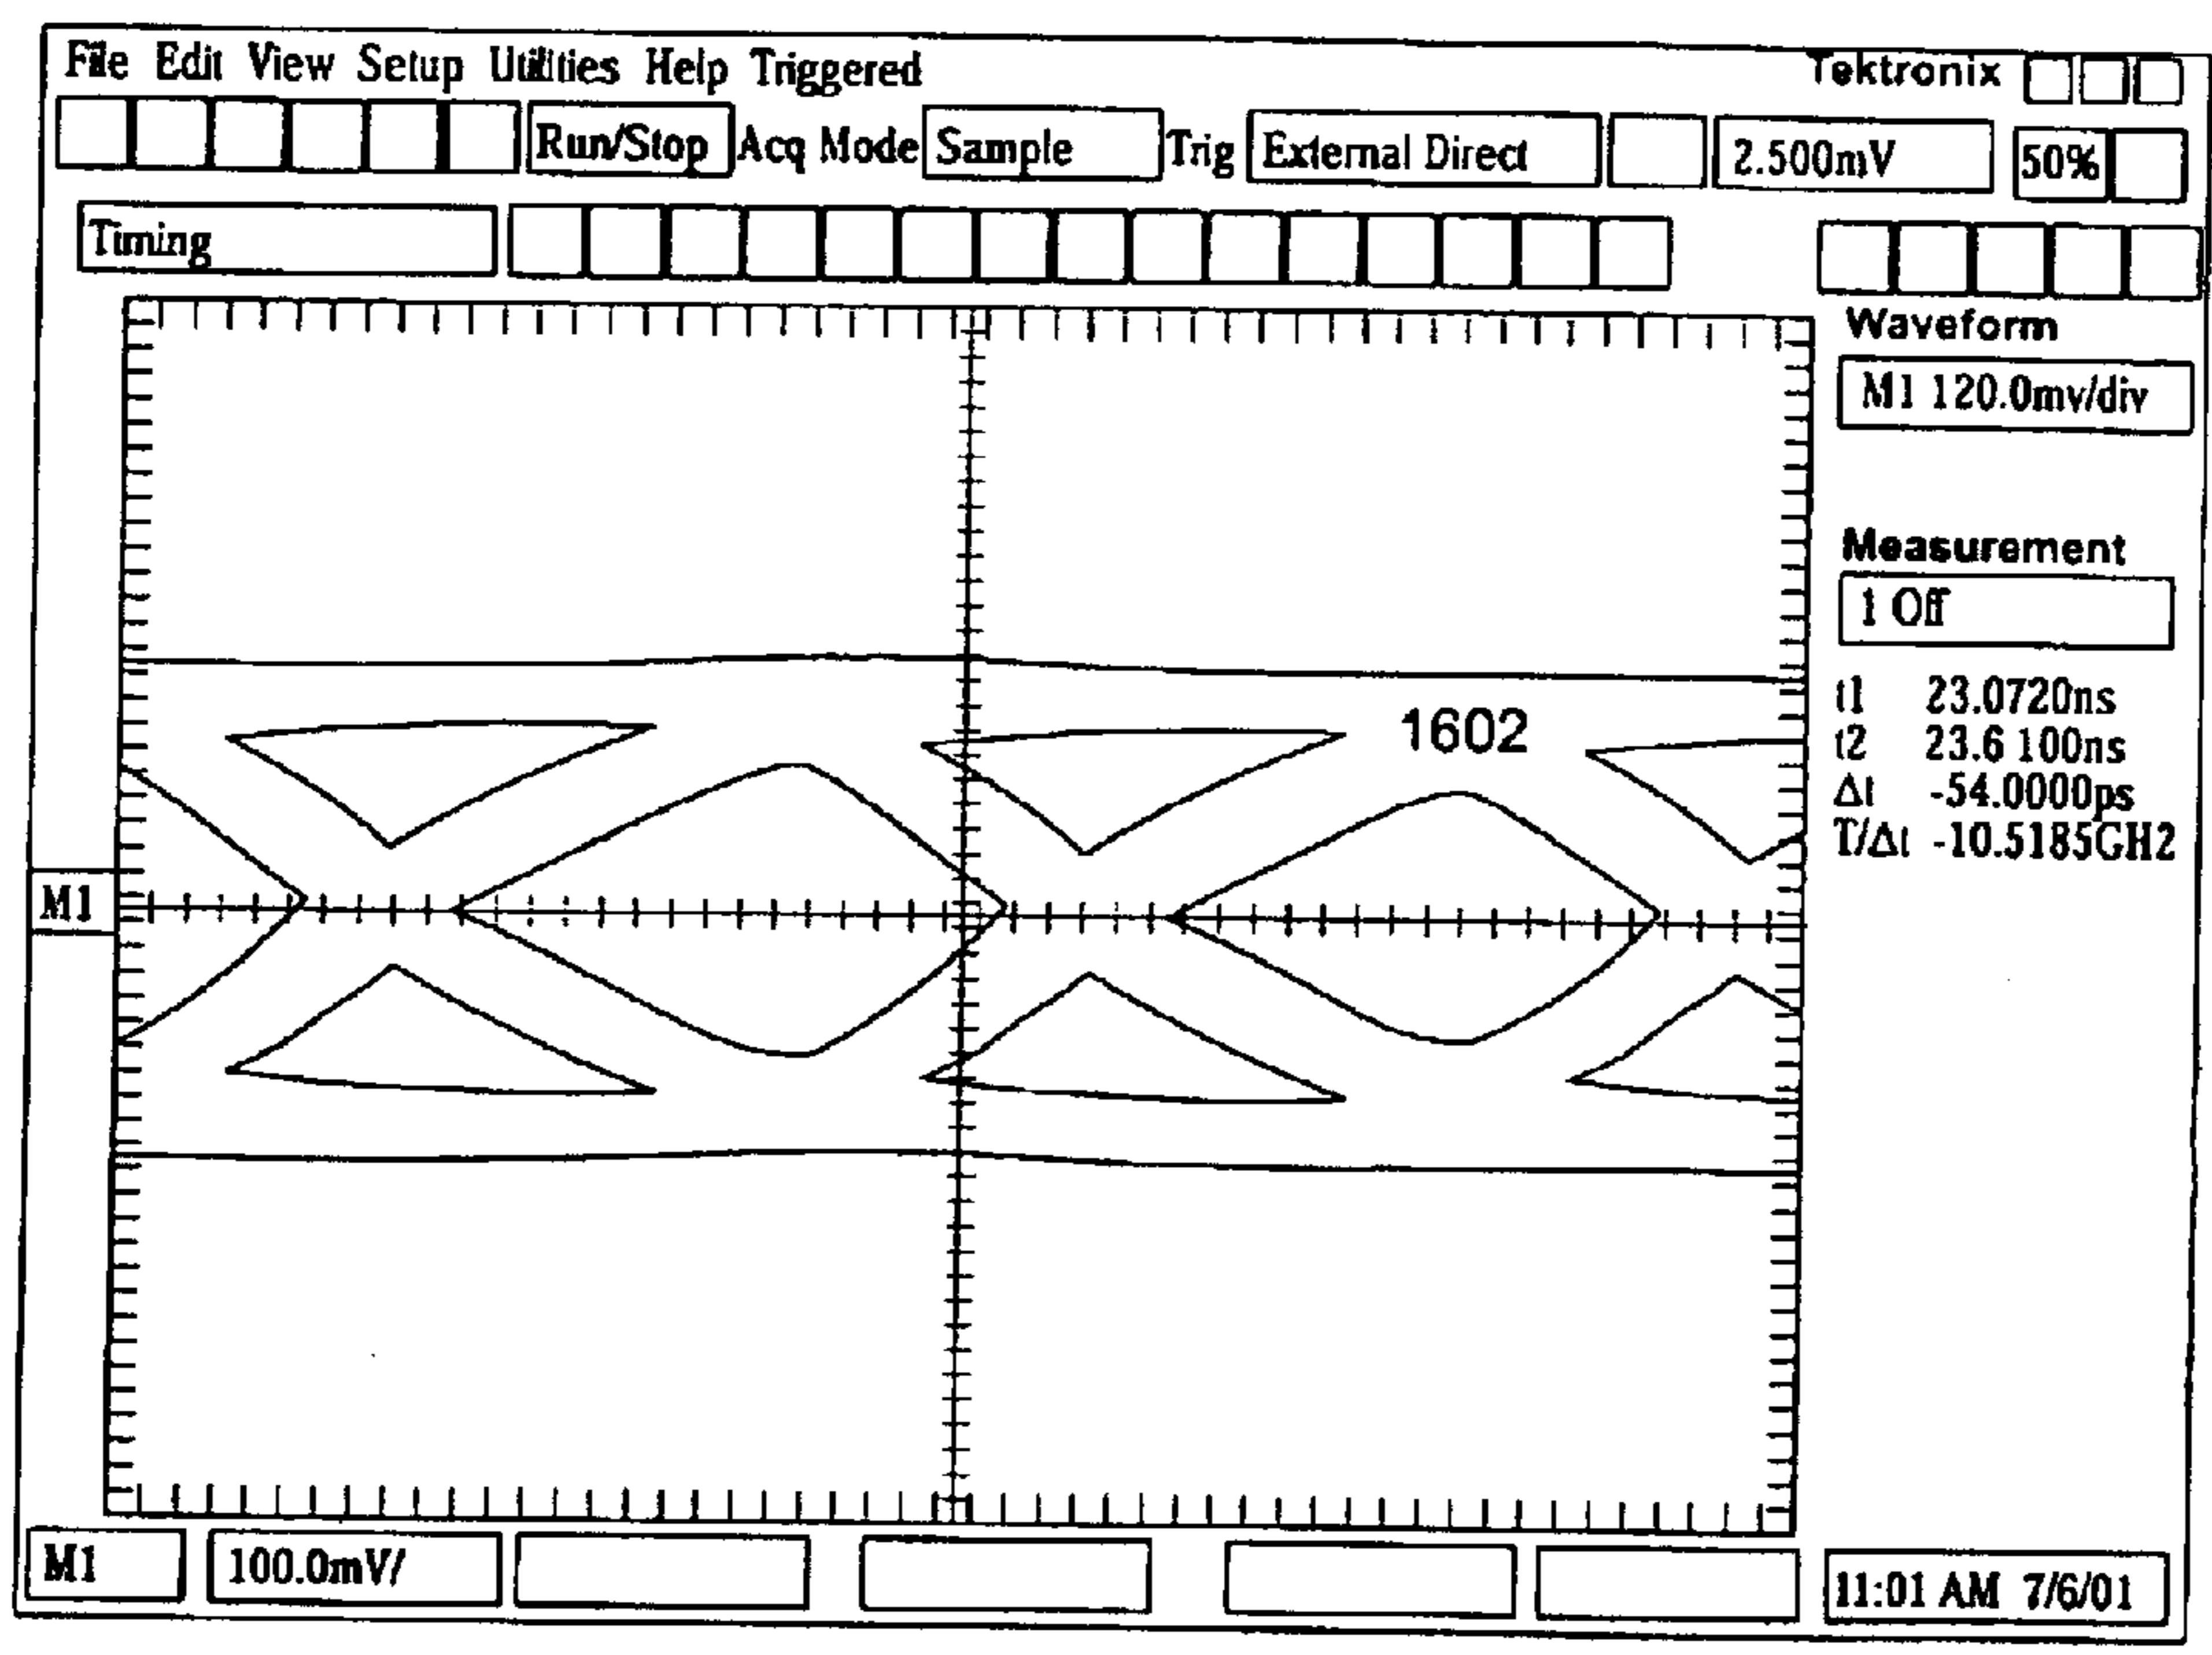 File Edit View Setup Utilities Help Triggered Tektronix
Run/Stop Acq Mode Sample Trig External Direct 2.500mV 50%
Timing
Waveform
M1 120.0mv/div
Measurement
1 Off
t1 23.0720ns
t2 23.6 100ns
Δt -54.0000ps
T/Δt -10.5185GH2
1602
M1
M1 100.0mV/ 11:01 AM 7/6/01